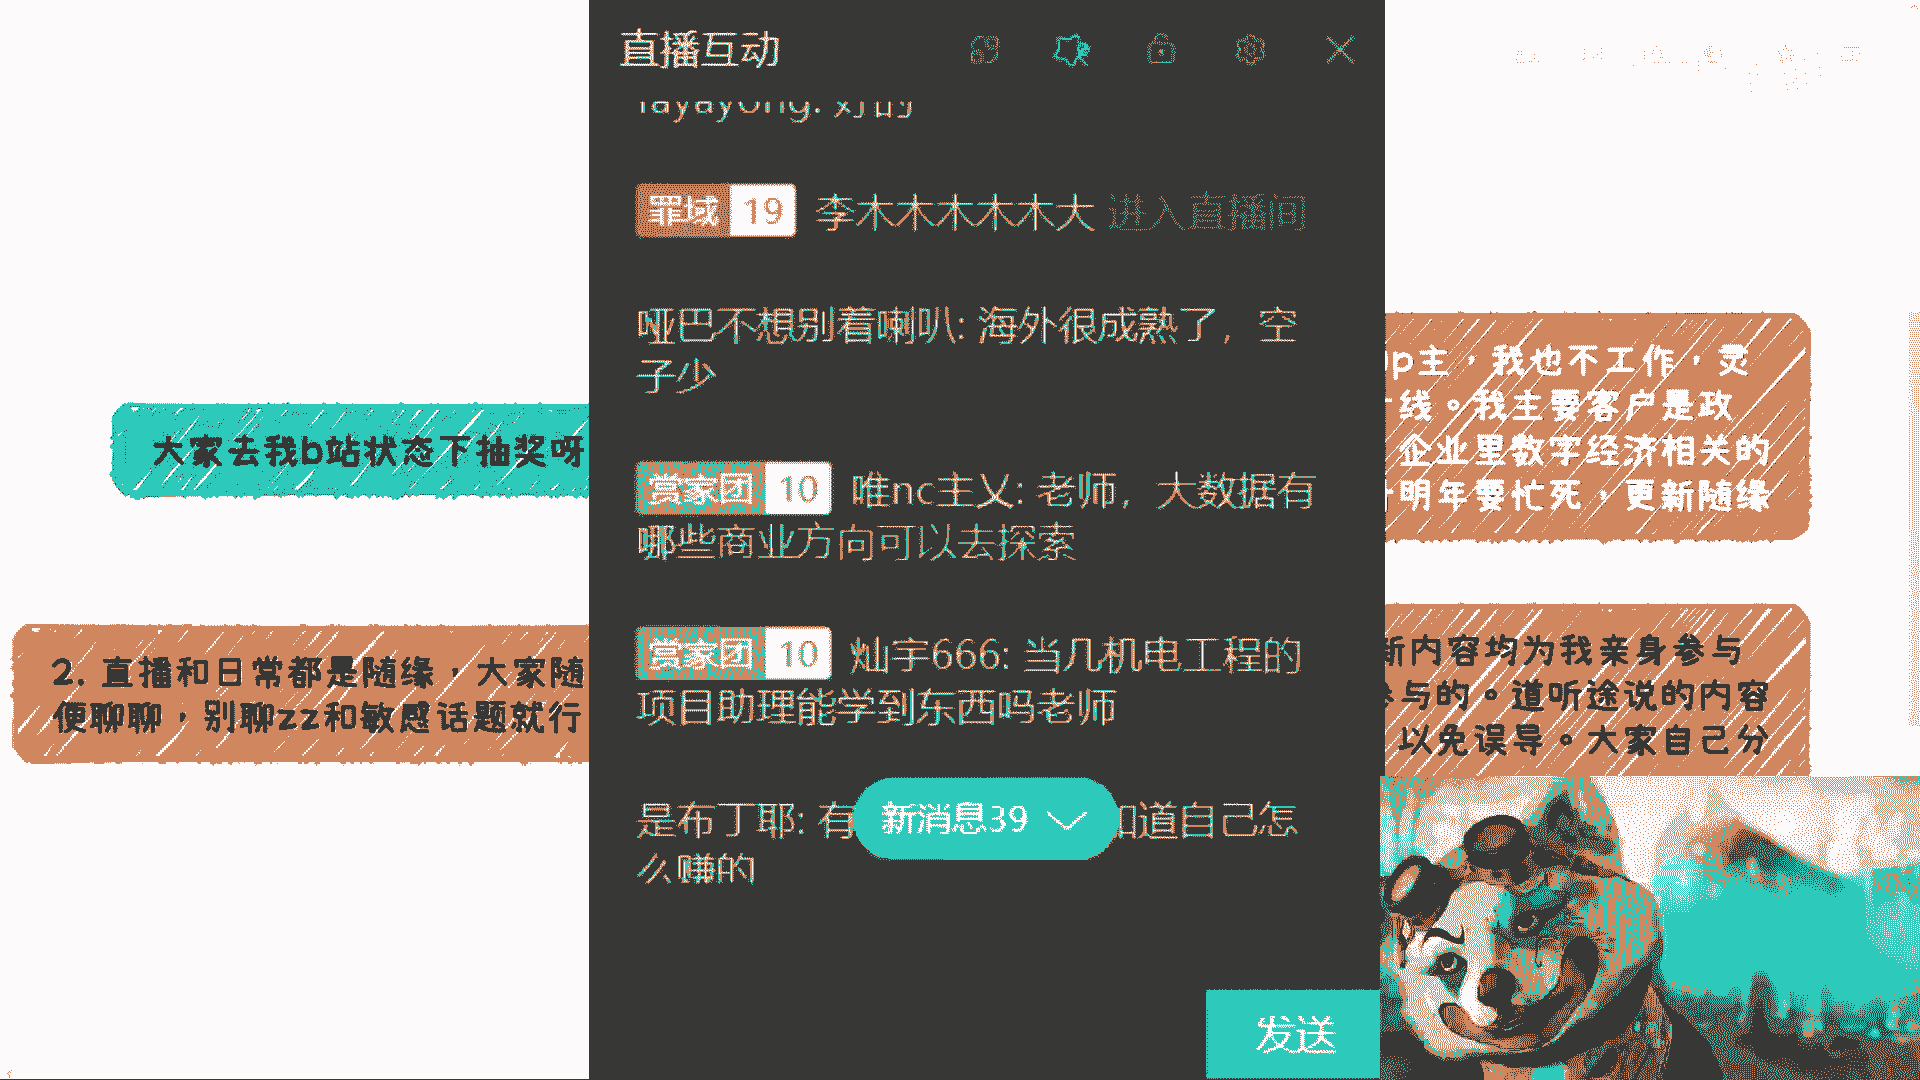 直播互动
yayong: 对的
罪域 19 李木木木木木大 进入直播间
哑巴不想别着喇叭: 海外很成熟了，空
子少
赏家团 10 唯nc主义: 老师，大数据有
哪些商业方向可以去探索
赏家团 10 灿宇666: 当几机电工程的
项目助理能学到东西吗老师
是布丁耶: 有
新消息39
知道自己怎
么赚的
发送
大家去我b站状态下抽奖呀
2. 直播和日常都是随缘，大家随
便聊聊，别聊zz和敏感话题就行
up主，我也不工作，灵
线。我主要客户是政
企业里数字经济相关的
明年要忙死，更新随缘
新内容均为我亲身参与
参与的。道听途说的内容
以免误导。大家自己分